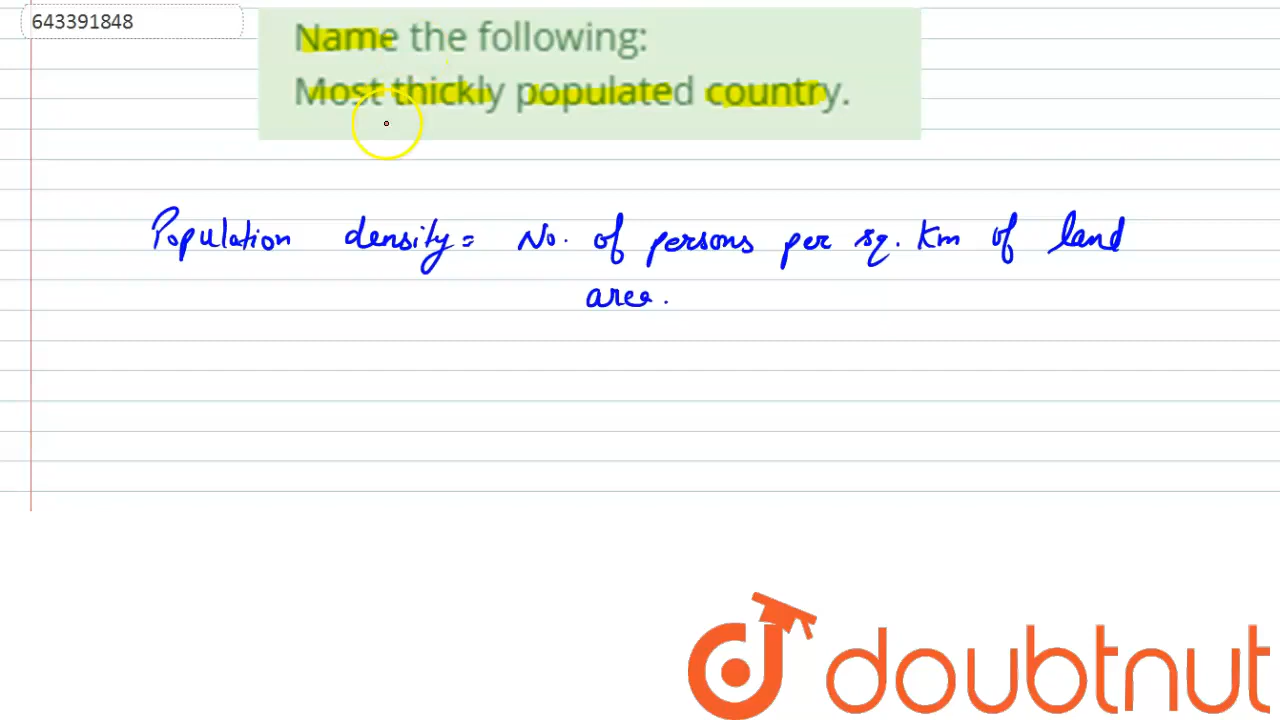 643391848
Name the following:
Most thickly populated country.
Population density = No. of persons per sq. Km of land
area.
doubtnut